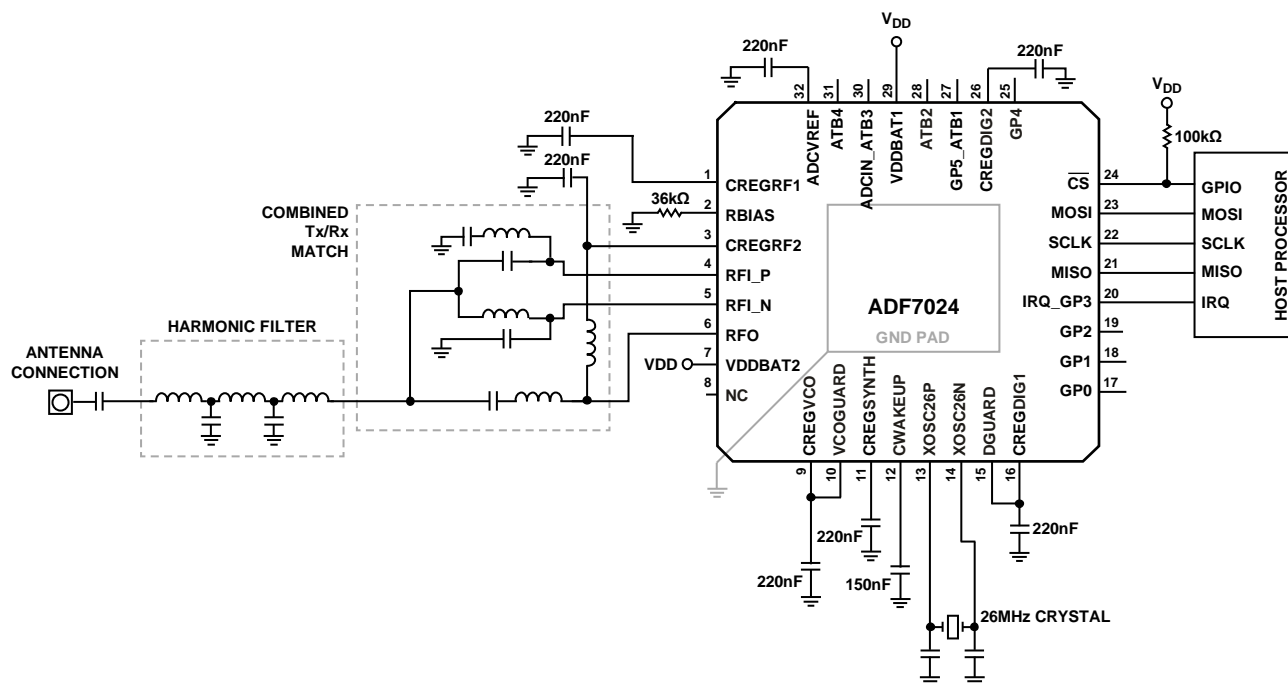 V_DD
220nF
220nF
32
31
30
29
28
27
26
25
ADCVREF
ATB4
ADCIN_ATB3
VDDBAT1
ATB2
GP5_ATB1
CREGDIG2
GP4
V_DD
100kΩ
220nF
220nF
36kΩ
COMBINED
Tx/Rx
MATCH
HARMONIC FILTER
ANTENNA
CONNECTION
VDD
1 CREGRF1
2 RBIAS
3 CREGRF2
4 RFI_P
5 RFI_N
6 RFO
7 VDDBAT2
8 NC
ADF7024
GND PAD
CS 24 GPIO
MOSI 23 MOSI
SCLK 22 SCLK
MISO 21 MISO
IRQ_GP3 20 IRQ
GP2 19
GP1 18
GP0 17
HOST PROCESSOR
CREGVCO
VCOGUARD
CREGSYNTH
CWAKEUP
XOSC26P
XOSC26N
DGUARD
CREGDIG1
9
10
11
12
13
14
15
16
220nF
220nF
220nF
150nF
26MHz CRYSTAL